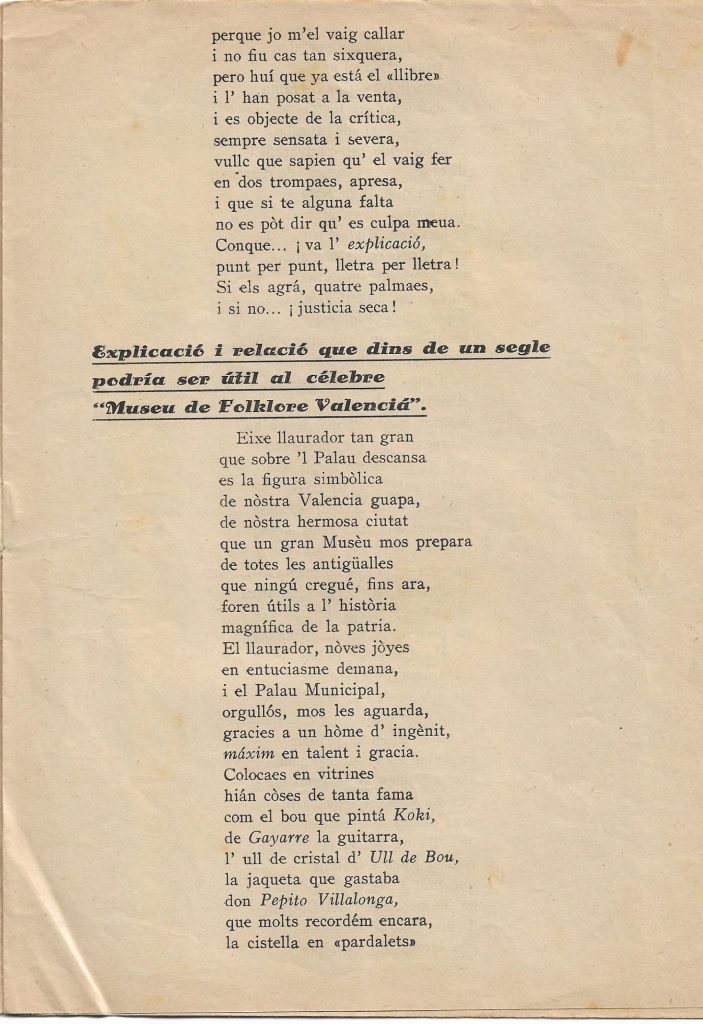 perque jo m'el vaig callar
i no fiu cas tan sixquera,
pero huí que ya está el «llibre»
i l' han posat a la venta,
i es objecte de la crítica,
sempre sensata i severa,
vullc que sapien qu' el vaig fer
en dos trompaes, apresa,
i que si te alguna falta
no es pòt dir qu' es culpa meua.
Conque... ¡ va l' explicació,
punt per punt, lletra per lletra !
Si els agrá, quatre palmaes,
i si no... ¡ justicia seca !
Explicació i relació que dins de un segle
podría ser útil al célebre
“Museu de Folklore Valenciá”.
Eixe llaurador tan gran
que sobre 'l Palau descansa
es la figura simbòlica
de nòstra Valencia guapa,
de nòstra hermosa ciutat
que un gran Musèu mos prepara
de totes les antigüalles
que ningú cregué, fins ara,
foren útils a l' història
magnífica de la patria.
El llaurador, nòves jòyes
en entuciasme demana,
i el Palau Municipal,
orgullós, mos les aguarda,
gracies a un hòme d' ingènit,
máxim en talent i gracia.
Colocaes en vitrines
hián còses de tanta fama
com el bou que pintá Koki,
de Gayarre la guitarra,
l' ull de cristal d' Ull de Bou,
la jaqueta que gastaba
don Pepito Villalonga,
que molts recordém encara,
la cistella en «pardalets»